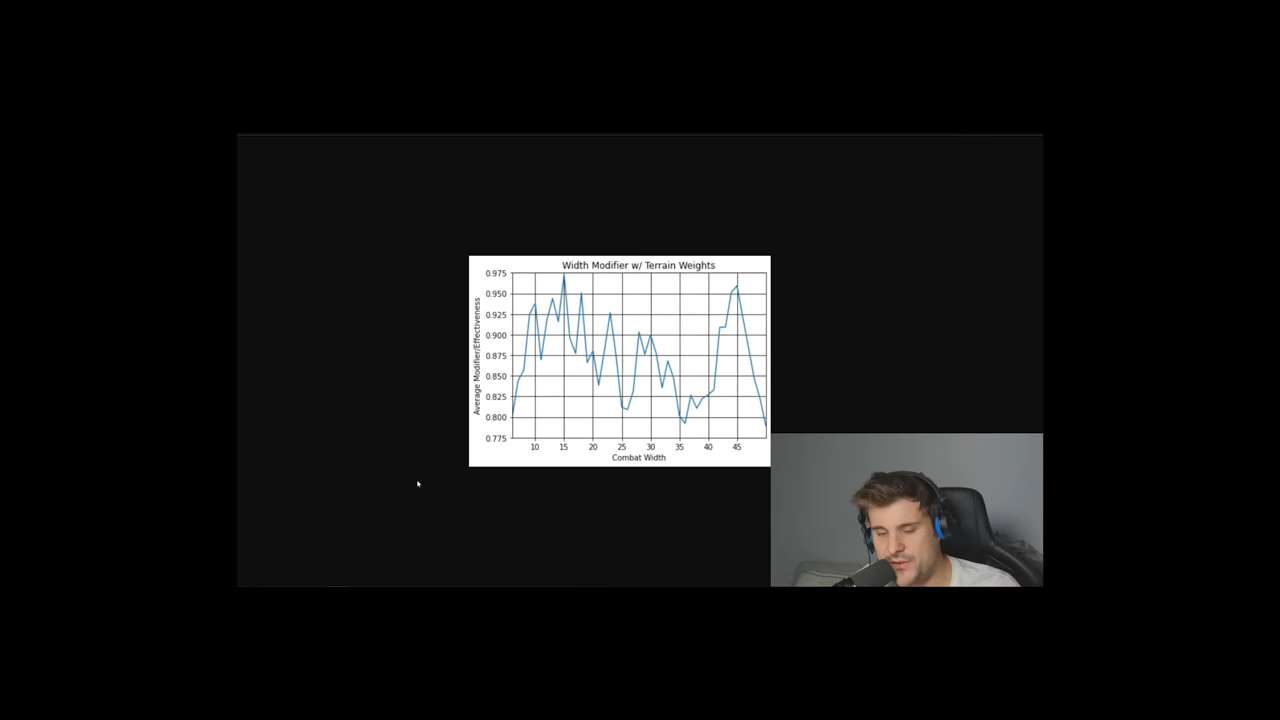 Width Modifier w/ Terrain Weights
Average Modifier/Effectiveness
0.975
0.950
0.925
0.900
0.875
0.850
0.825
0.800
0.775
10 15 20 25 30 35 40 45
Combat Width